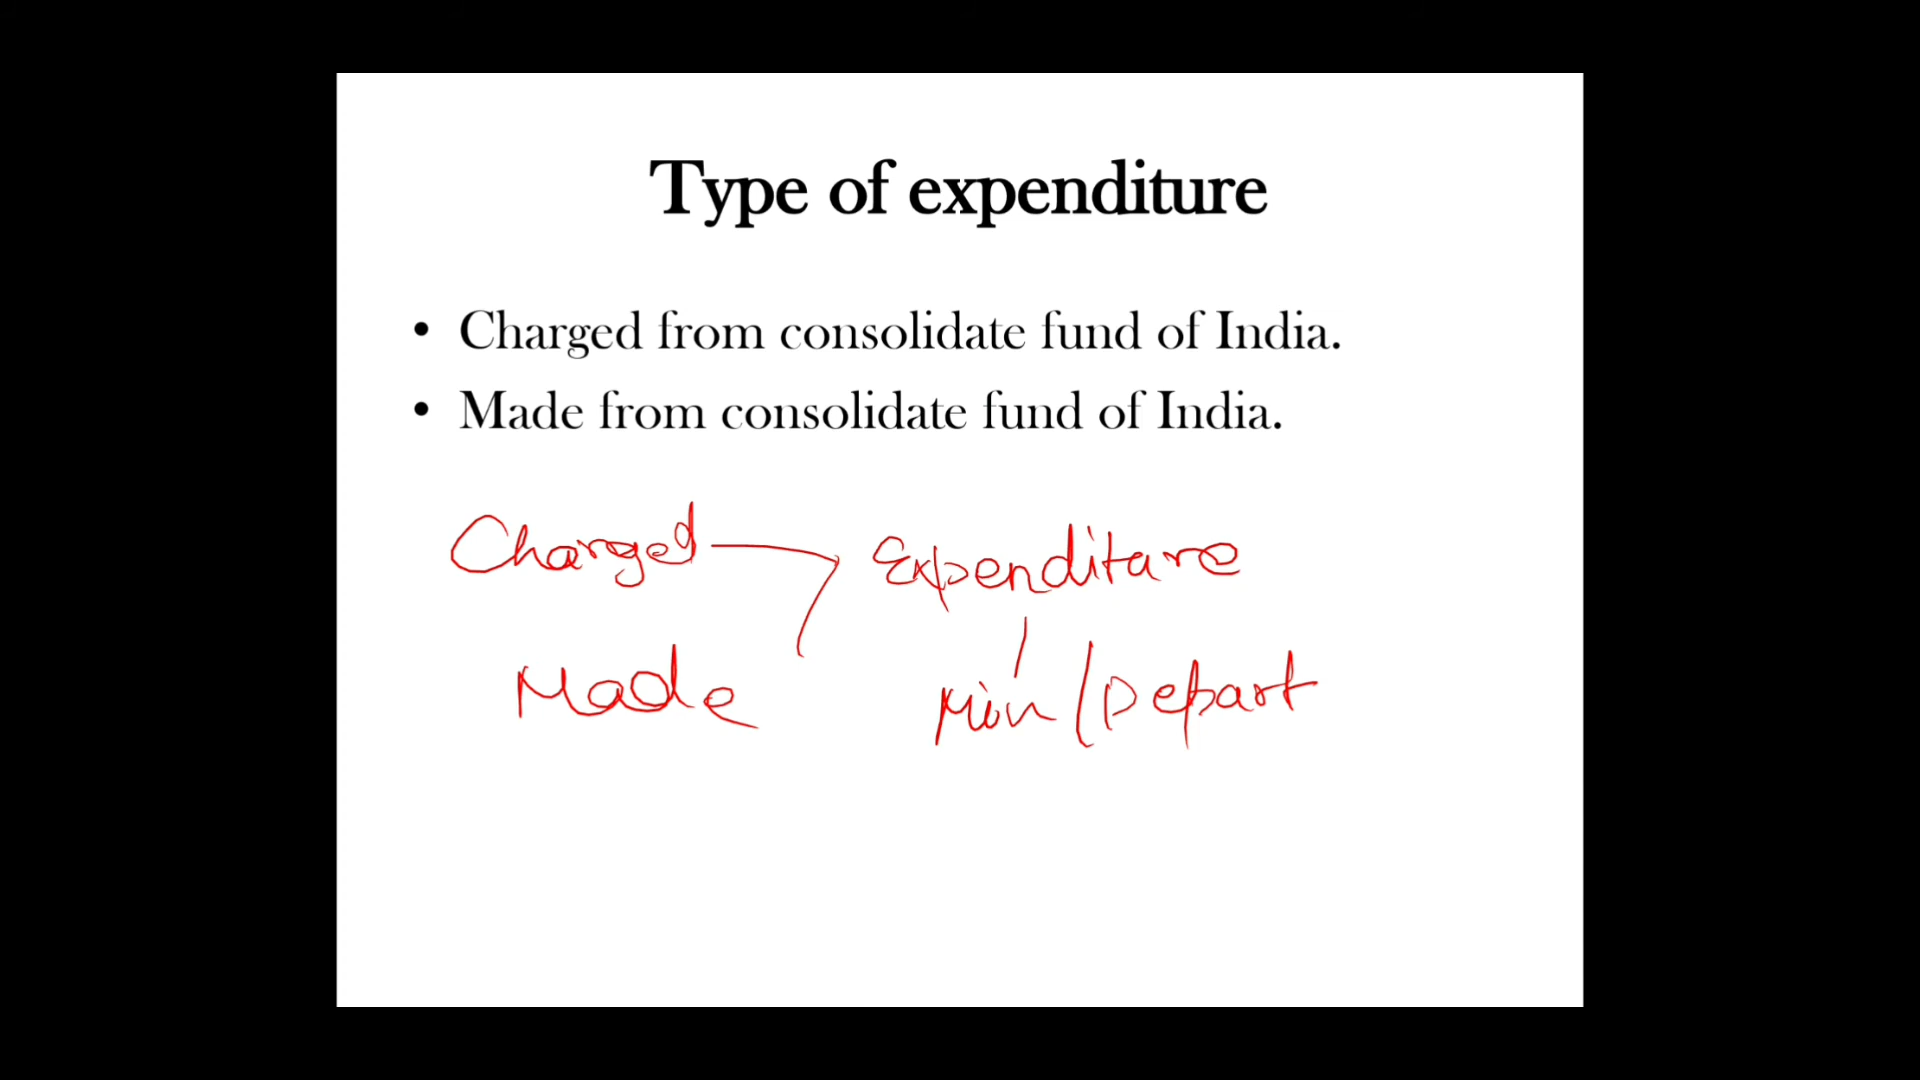 Type of expenditure
• Charged from consolidate fund of India.
• Made from consolidate fund of India.
Charged Expenditure
Made Min/Depart